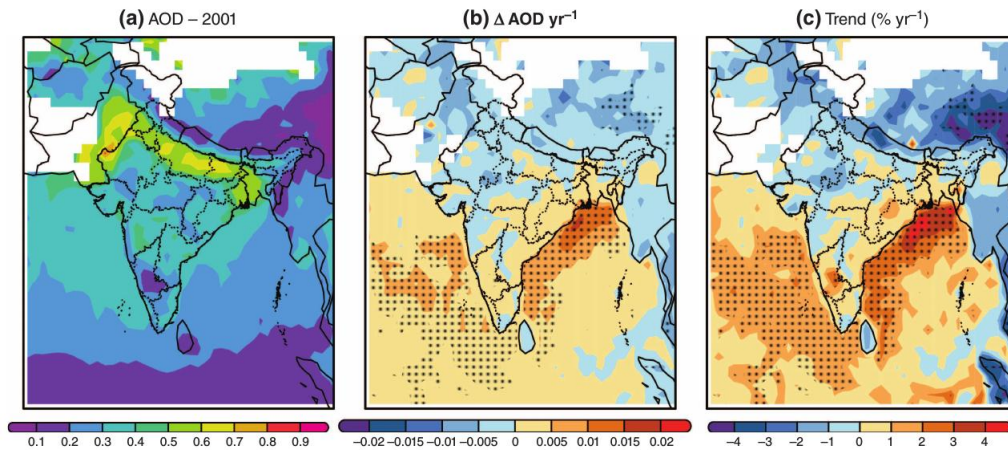 (a) AOD – 2001
(b) Δ AOD yr⁻¹
(c) Trend (% yr⁻¹)
0.1 0.2 0.3 0.4 0.5 0.6 0.7 0.8 0.9
−0.02 −0.015 −0.01 −0.005 0 0.005 0.01 0.015 0.02
−4 −3 −2 −1 0 1 2 3 4